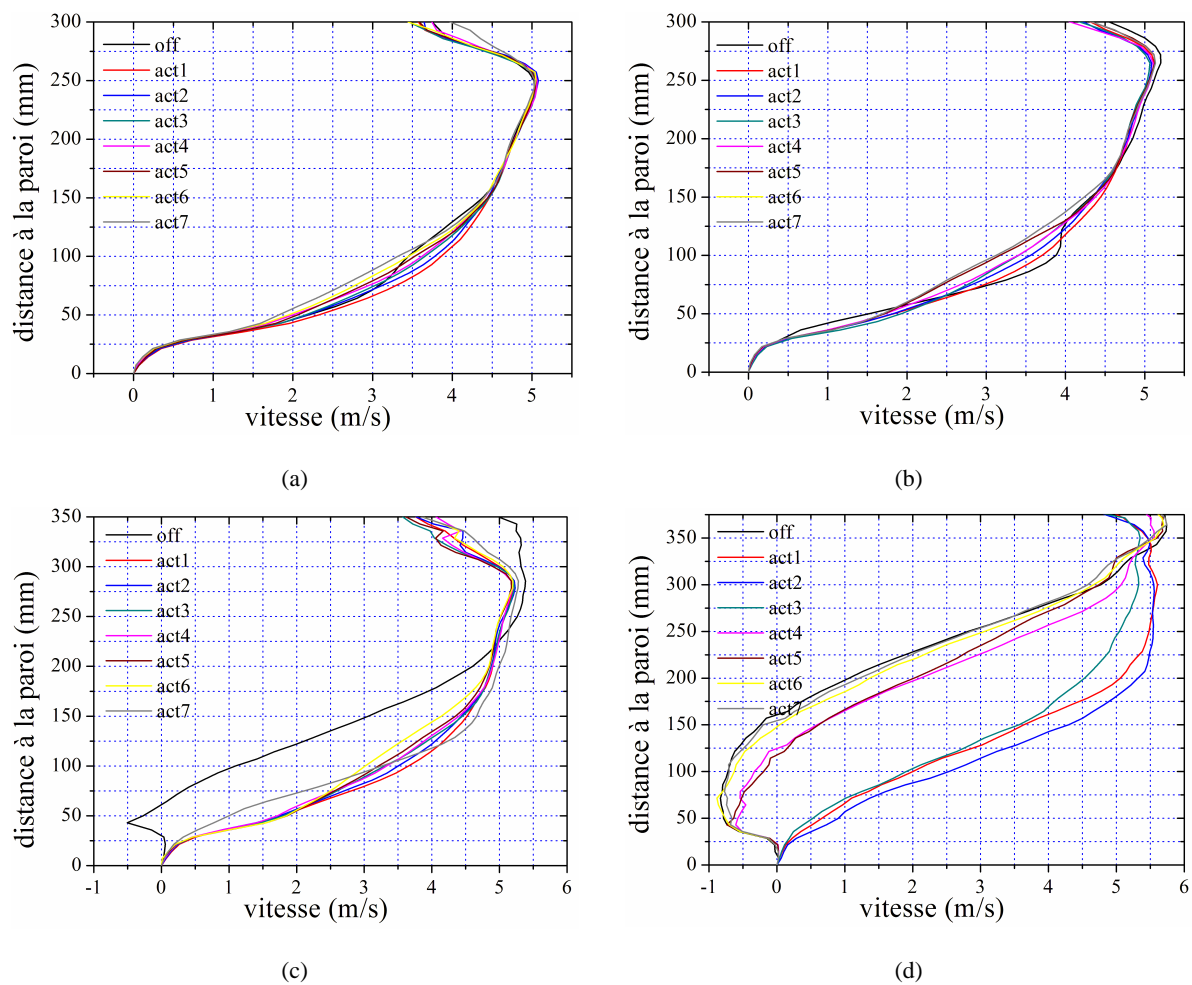 300
250
200
150
100
50
0
distance à la paroi (mm)
off
act1
act2
act3
act4
act5
act6
act7
0 1 2 3 4 5
vitesse (m/s)
(a)
300
250
200
150
100
50
0
distance à la paroi (mm)
off
act1
act2
act3
act4
act5
act6
act7
0 1 2 3 4 5
vitesse (m/s)
(b)
350
300
250
200
150
100
50
0
distance à la paroi (mm)
off
act1
act2
act3
act4
act5
act6
act7
-1 0 1 2 3 4 5 6
vitesse (m/s)
(c)
350
300
250
200
150
100
50
0
distance à la paroi (mm)
off
act1
act2
act3
act4
act5
act6
act7
-1 0 1 2 3 4 5 6
vitesse (m/s)
(d)